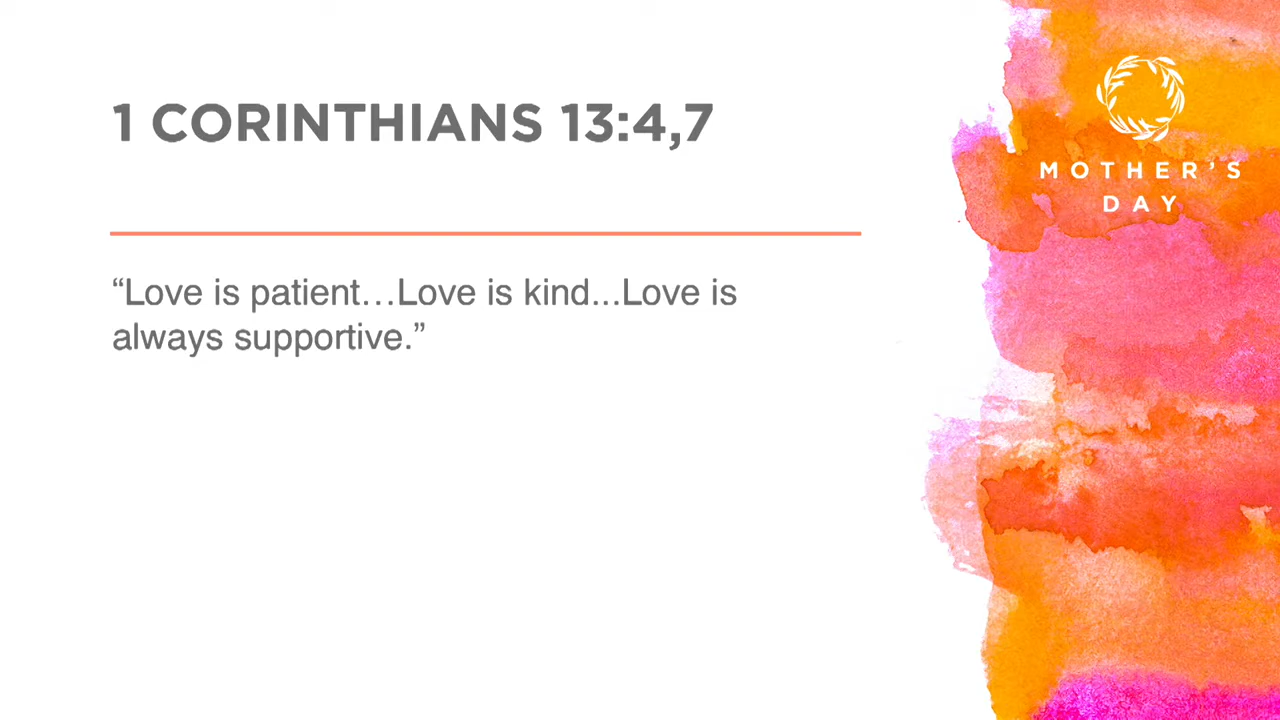 1 CORINTHIANS 13:4,7
“Love is patient…Love is kind...Love is
always supportive.”
MOTHER’S
DAY